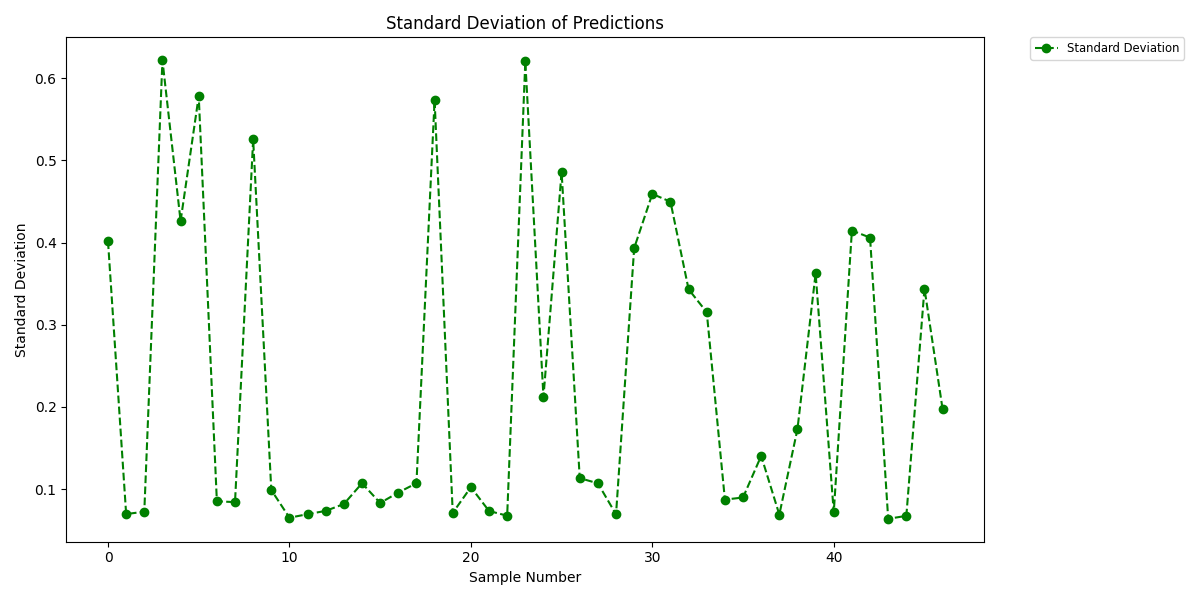 Standard Deviation of Predictions
Standard Deviation
0.6
0.5
0.4
0.3
0.2
0.1
Standard Deviation
0 10 20 30 40
Sample Number